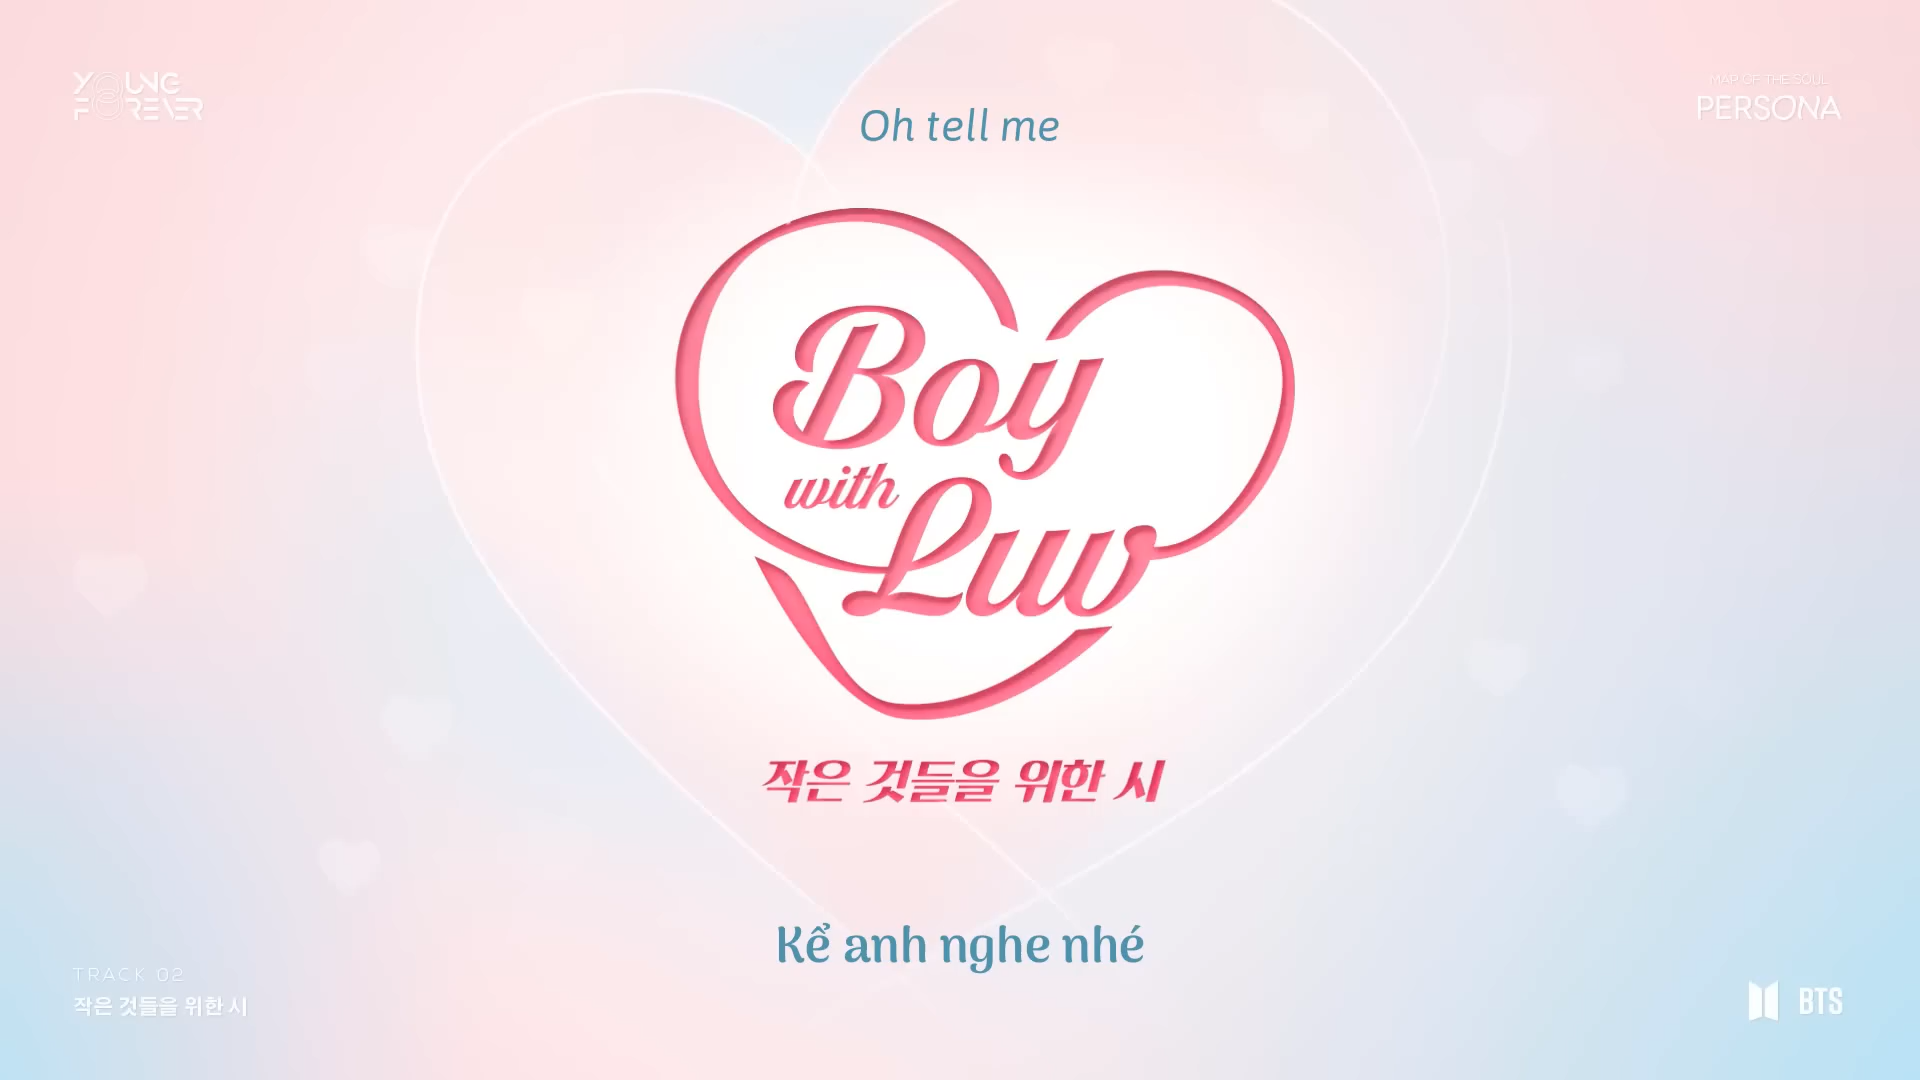 YOUNG
FOREVER
MAP OF THE SOUL
PERSONA
Oh tell me
Boy
with
Luv
작은 것들을 위한 시
Kể anh nghe nhé
TRACK 02
작은 것들을 위한 시
BTS